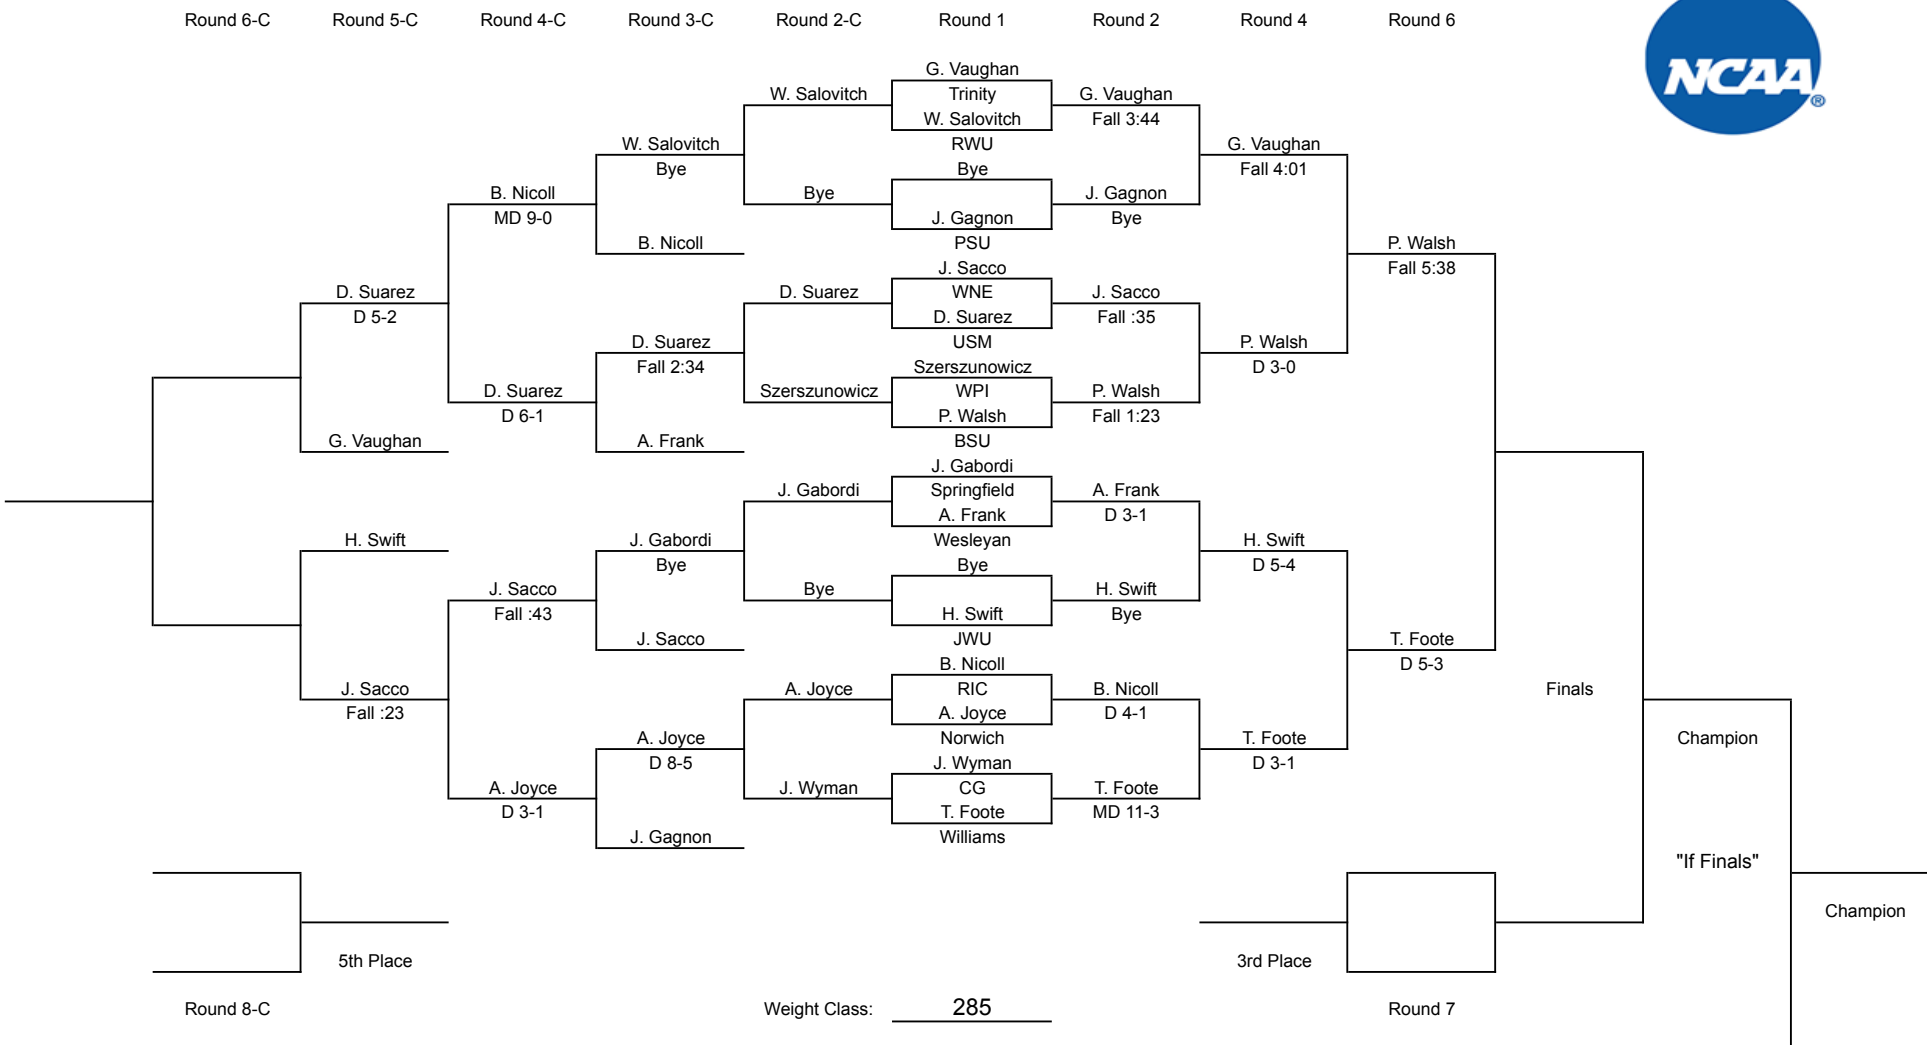 Round 6-C Round 5-C Round 4-C Round 3-C Round 2-C Round 1 Round 2 Round 4 Round 6
NCAA®
G. Vaughan
W. Salovitch Trinity G. Vaughan
W. Salovitch Fall 3:44
W. Salovitch RWU G. Vaughan
Bye Bye Fall 4:01
B. Nicoll Bye J. Gagnon
MD 9-0 J. Gagnon Bye
B. Nicoll PSU P. Walsh
J. Sacco Fall 5:38
D. Suarez D. Suarez WNE J. Sacco
D 5-2 D. Suarez Fall :35
D. Suarez USM P. Walsh
Fall 2:34 Szerszunowicz D 3-0
D. Suarez Szerszunowicz WPI P. Walsh
D 6-1 P. Walsh Fall 1:23
G. Vaughan A. Frank BSU
J. Gabordi
J. Gabordi Springfield A. Frank
A. Frank D 3-1
H. Swift J. Gabordi Wesleyan H. Swift
Bye Bye D 5-4
J. Sacco Bye H. Swift
Fall :43 H. Swift Bye
J. Sacco JWU T. Foote
B. Nicoll D 5-3
J. Sacco A. Joyce RIC B. Nicoll Finals
Fall :23 A. Joyce D 4-1
A. Joyce Norwich T. Foote Champion
D 8-5 J. Wyman D 3-1
A. Joyce J. Wyman CG T. Foote
D 3-1 T. Foote MD 11-3
J. Gagnon Williams
"If Finals"
Champion
5th Place 3rd Place
Round 8-C Weight Class: 285 Round 7